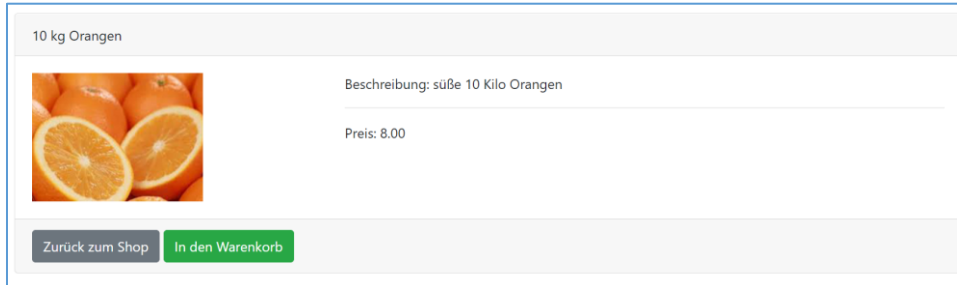 10 kg Orangen
Beschreibung: süße 10 Kilo Orangen
Preis: 8.00
Zurück zum Shop
In den Warenkorb